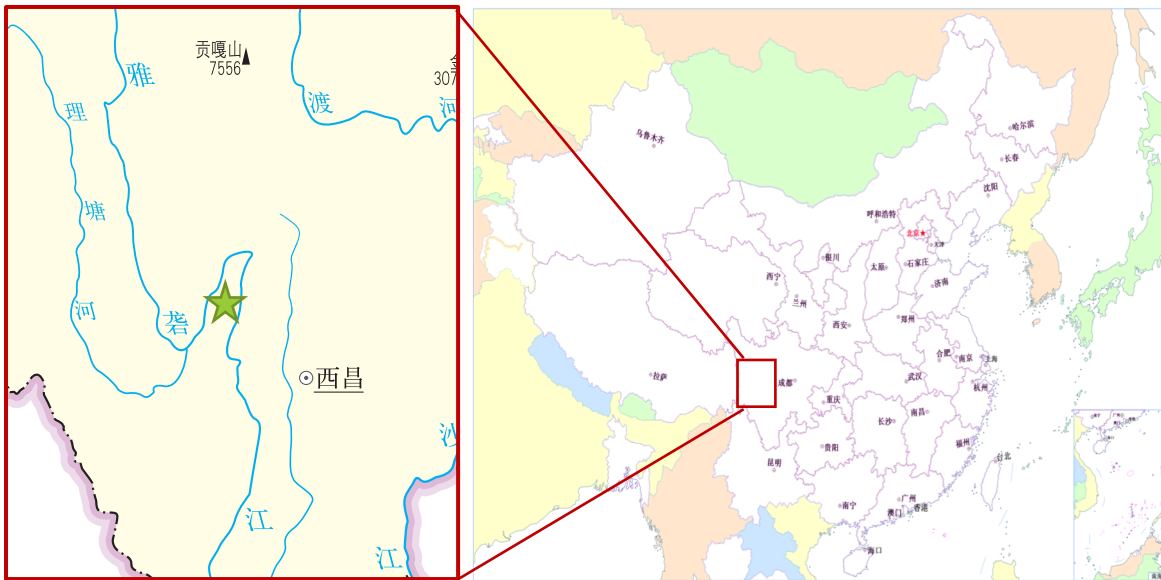 贡嘎山
7556
雅
渡
河
307
理
塘
河
砻
西昌
江
沙
江
乌鲁木齐
哈尔滨
长春
沈阳
呼和浩特
北京
天津
银川
太原
石家庄
济南
西宁
兰州
西安
郑州
合肥
南京
上海
拉萨
成都
武汉
杭州
重庆
长沙
南昌
贵阳
福州
昆明
台北
南宁
广州
香港
澳门
海口